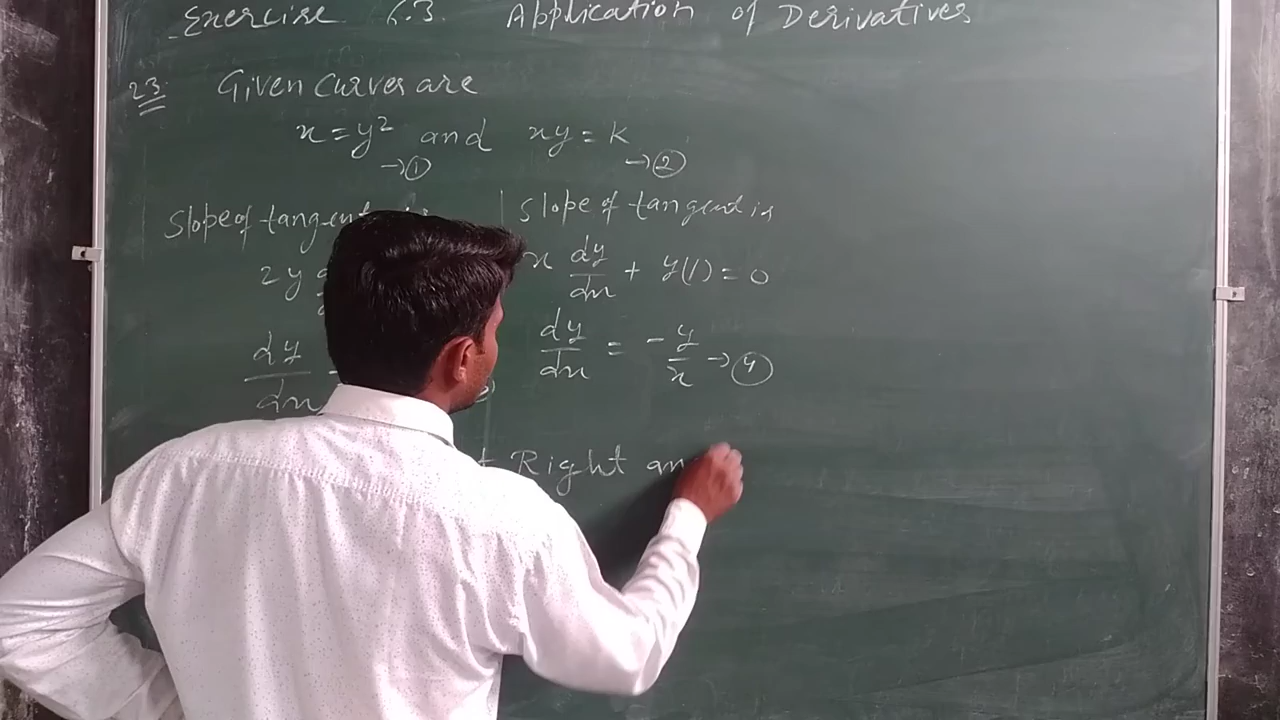 Exercise 6.3. Application of Derivatives
23. Given curves are
x = y² and xy = k
→① →②
Slope of tangent
2y
dy
dx
Slope of tangent is
x dy/dx + y(1) = 0
dy/dx = -y/x →④
Right an